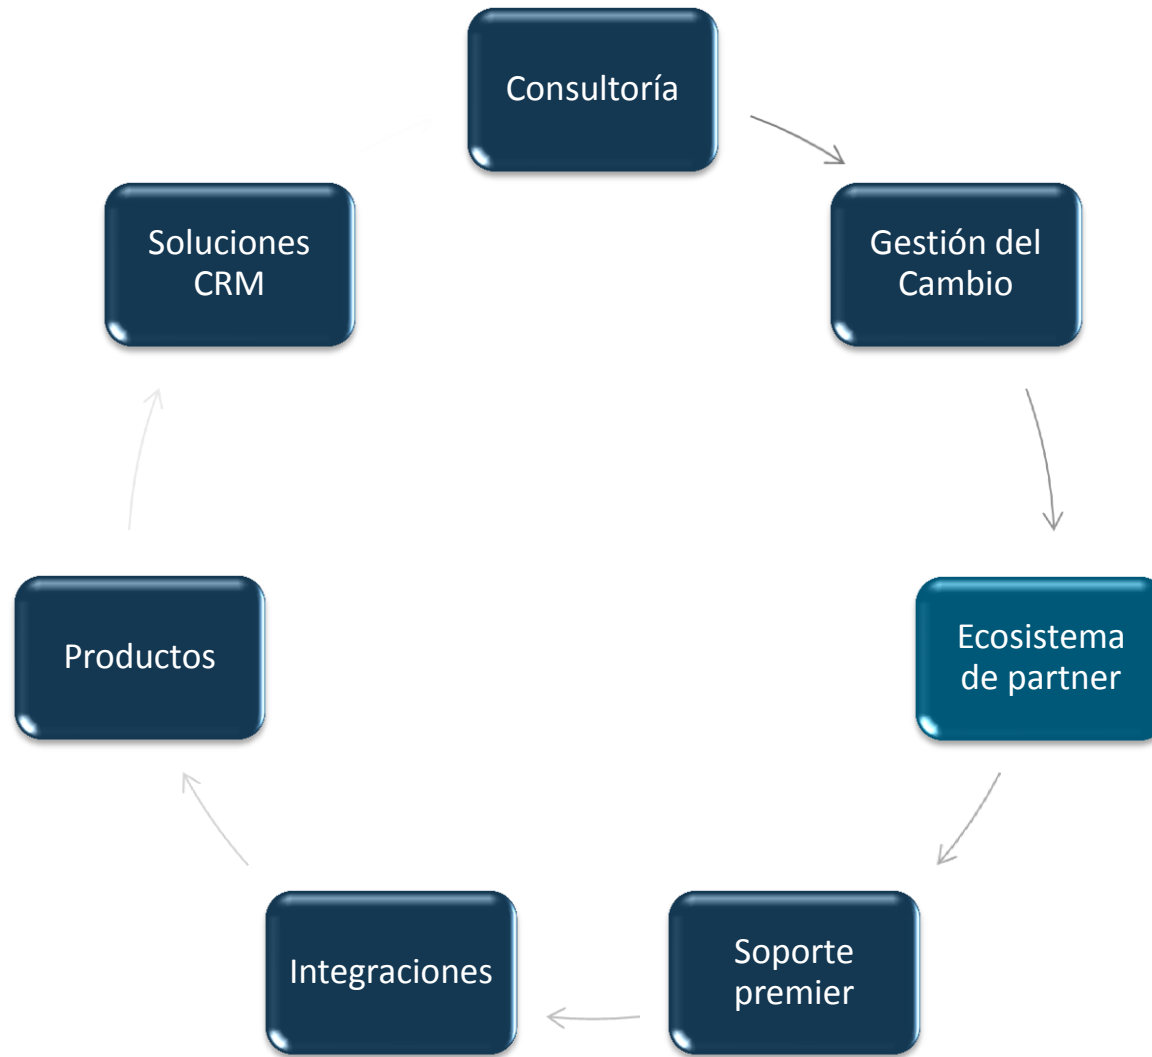 Consultoría
Gestión del
Cambio
Ecosistema
de partner
Soporte
premier
Integraciones
Productos
Soluciones
CRM